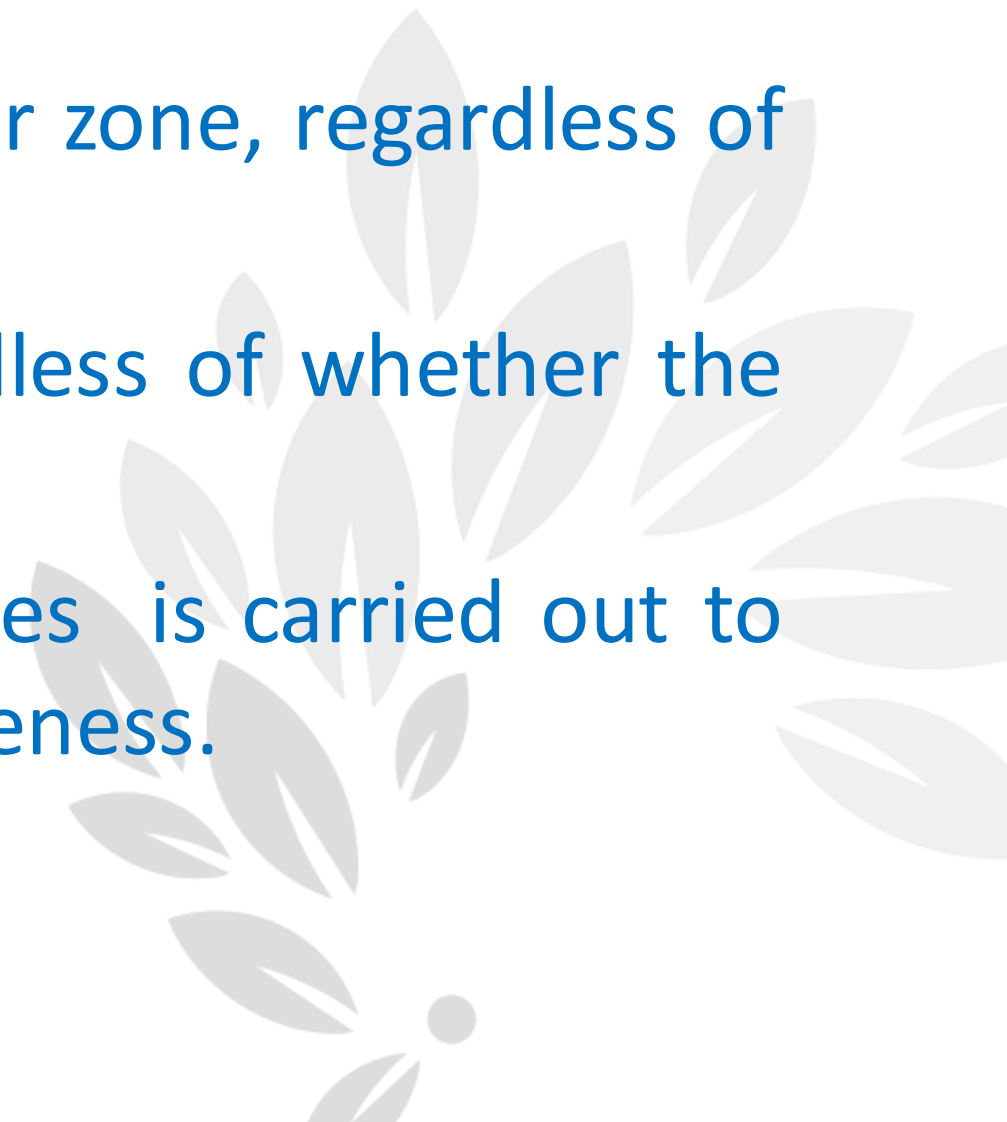 r zone, regardless of
lless of whether the
es is carried out to
eness.